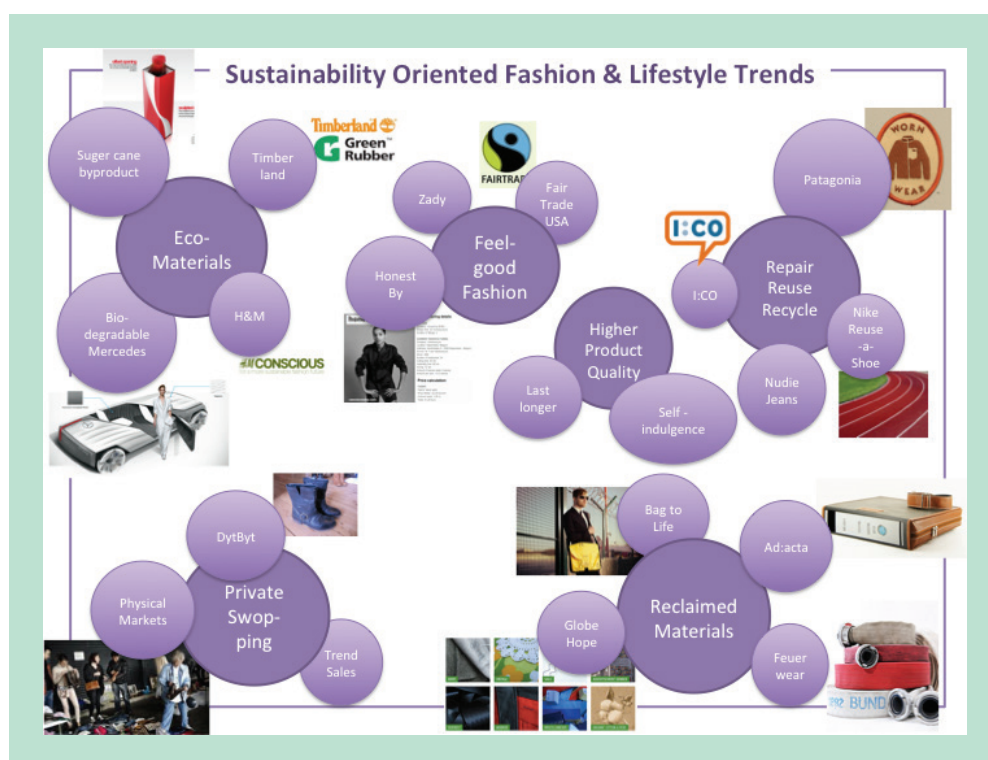 Sustainability Oriented Fashion & Lifestyle Trends
Suger cane
byproduct
Timber
land
Timberland
Green™
Rubber
Eco-
Materials
Bio-
degradable
Mercedes
H&M
CONSCIOUS
FAIRTRADE
Zady
Fair
Trade
USA
Feel-
good
Fashion
Honest
By
Higher
Product
Quality
Last
longer
Self -
indulgence
WORN
WEAR
Patagonia
I:CO
I:CO
Repair
Reuse
Recycle
Nike
Reuse
-a-
Shoe
Nudie
Jeans
DytByt
Private
Swop-
ping
Physical
Markets
Trend
Sales
Bag to
Life
Ad:acta
Reclaimed
Materials
Globe
Hope
Feuer
wear
BUND